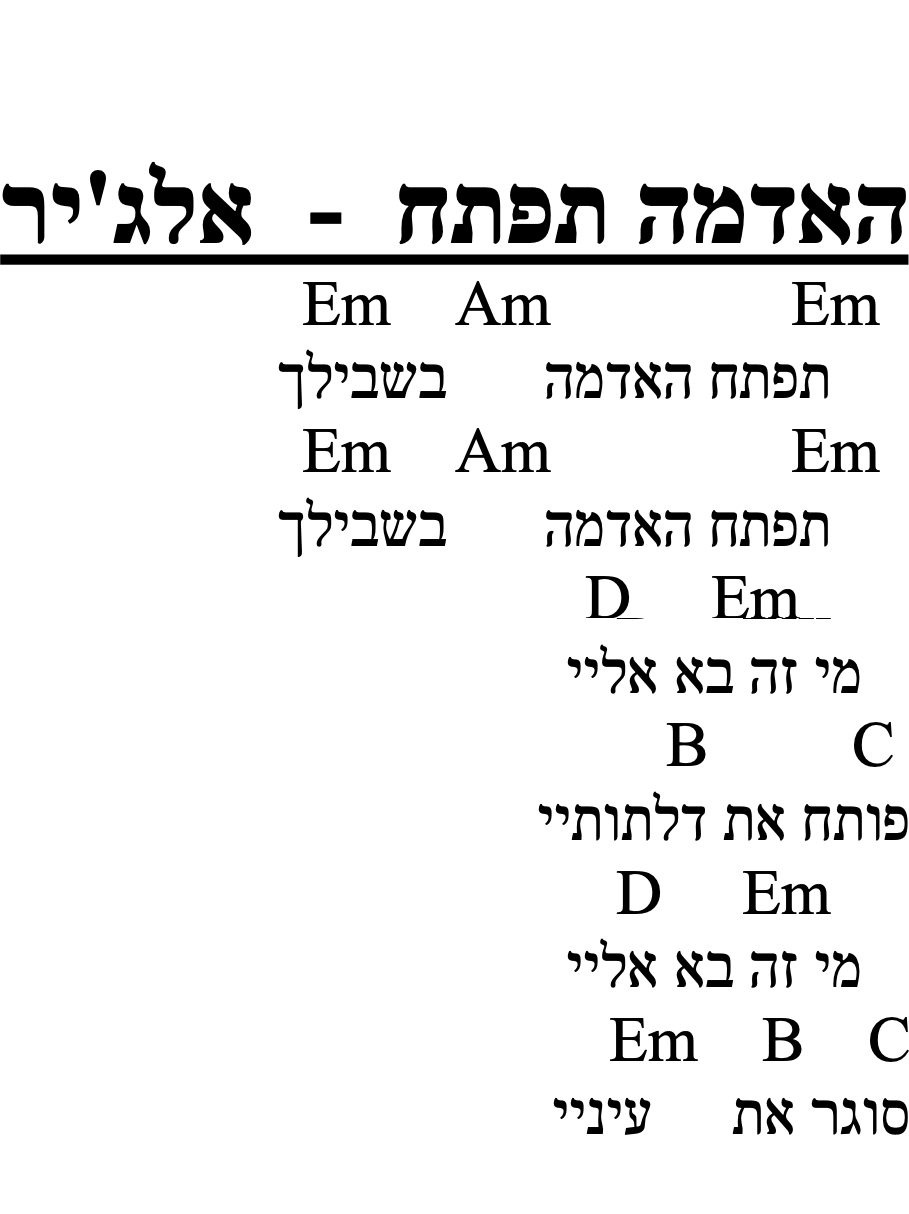 האדמה תפתח - אלג'יר
Em Am Em
תפתח האדמה בשבילך
Em Am Em
תפתח האדמה בשבילך
D Em
מי זה בא אליי
B C
פותח את דלתותיי
D Em
מי זה בא אליי
Em B C
סוגר את עיניי